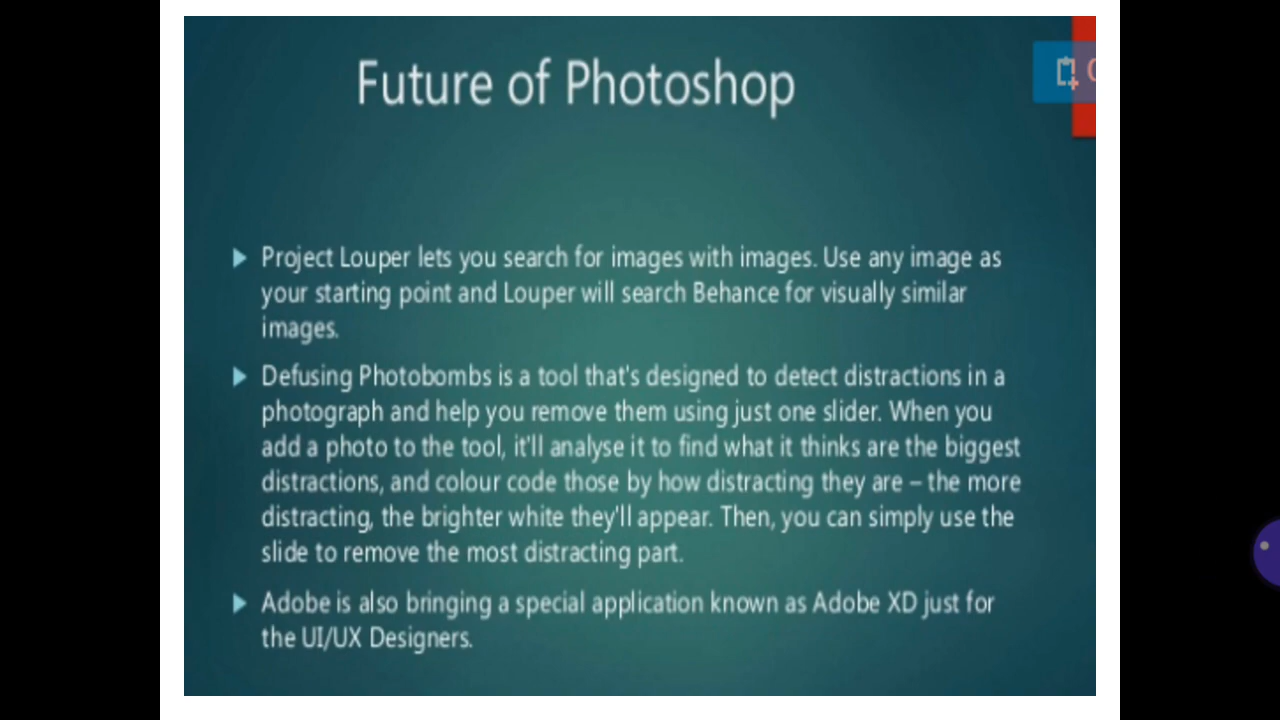 Future of Photoshop
Project Louper lets you search for images with images. Use any image as
your starting point and Louper will search Behance for visually similar
images.
Defusing Photobombs is a tool that's designed to detect distractions in a
photograph and help you remove them using just one slider. When you
add a photo to the tool, it'll analyse it to find what it thinks are the biggest
distractions, and colour code those by how distracting they are – the more
distracting, the brighter white they'll appear. Then, you can simply use the
slide to remove the most distracting part.
Adobe is also bringing a special application known as Adobe XD just for
the UI/UX Designers.